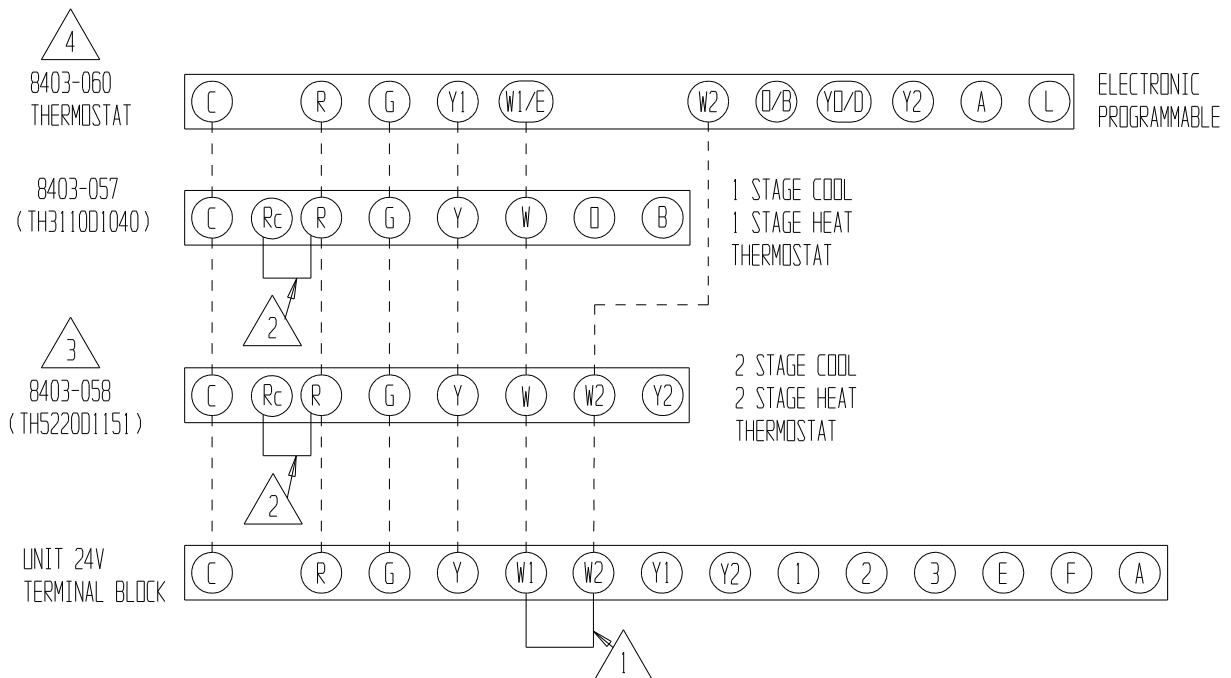 4
8403-060
THERMOSTAT
C R G Y1 W1/E W2 O/B YO/O Y2 A L
ELECTRONIC
PROGRAMMABLE
8403-057
(TH3110D1040)
C Rc R G Y W O B
1 STAGE COOL
1 STAGE HEAT
THERMOSTAT
2
3
8403-058
(TH5220D1151)
C Rc R G Y W W2 Y2
2 STAGE COOL
2 STAGE HEAT
THERMOSTAT
2
UNIT 24V
TERMINAL BLOCK
C R G Y W1 W2 Y1 Y2 1 2 3 E F A
1